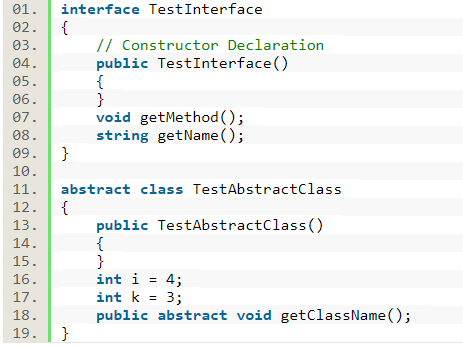 01. interface TestInterface
02. {
03.     // Constructor Declaration
04.     public TestInterface()
05.     {
06.     }
07.     void getMethod();
08.     string getName();
09. }
10.
11. abstract class TestAbstractClass
12. {
13.     public TestAbstractClass()
14.     {
15.     }
16.     int i = 4;
17.     int k = 3;
18.     public abstract void getClassName();
19. }